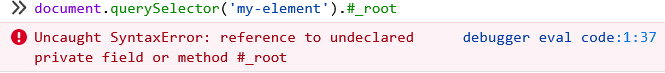 document.querySelector('my-element').#_root
Uncaught SyntaxError: reference to undeclared debugger eval code:1:37
private field or method #_root